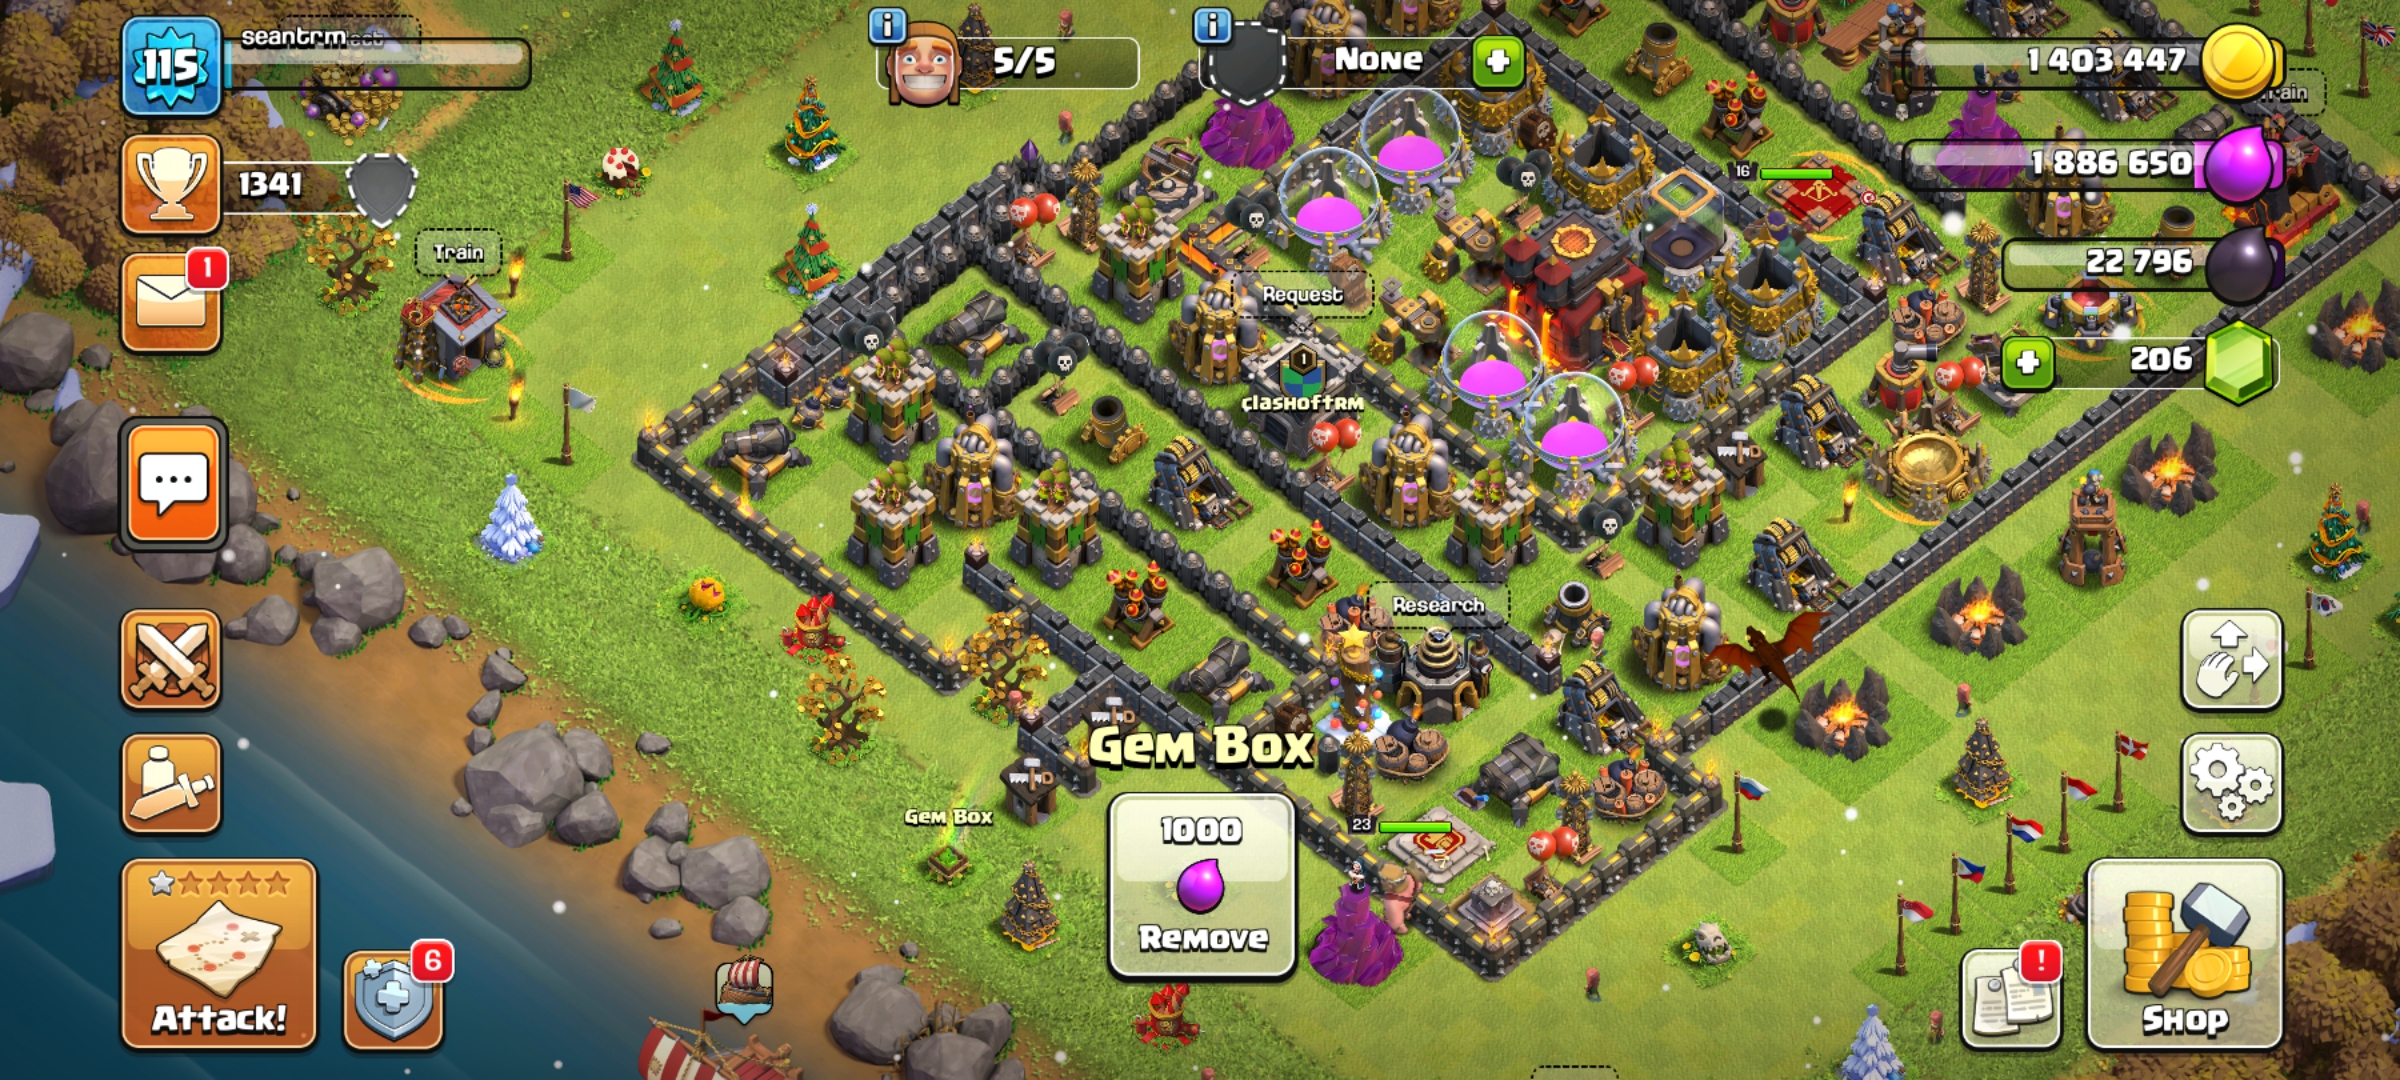 115
seantrm
5/5
None
1 403 447
1341
1 886 650
16
Train
1
22 796
Request
206
1
clashoftRM
Research
Gem Box
Gem Box
1000
Remove
23
Attack!
6
!
Shop